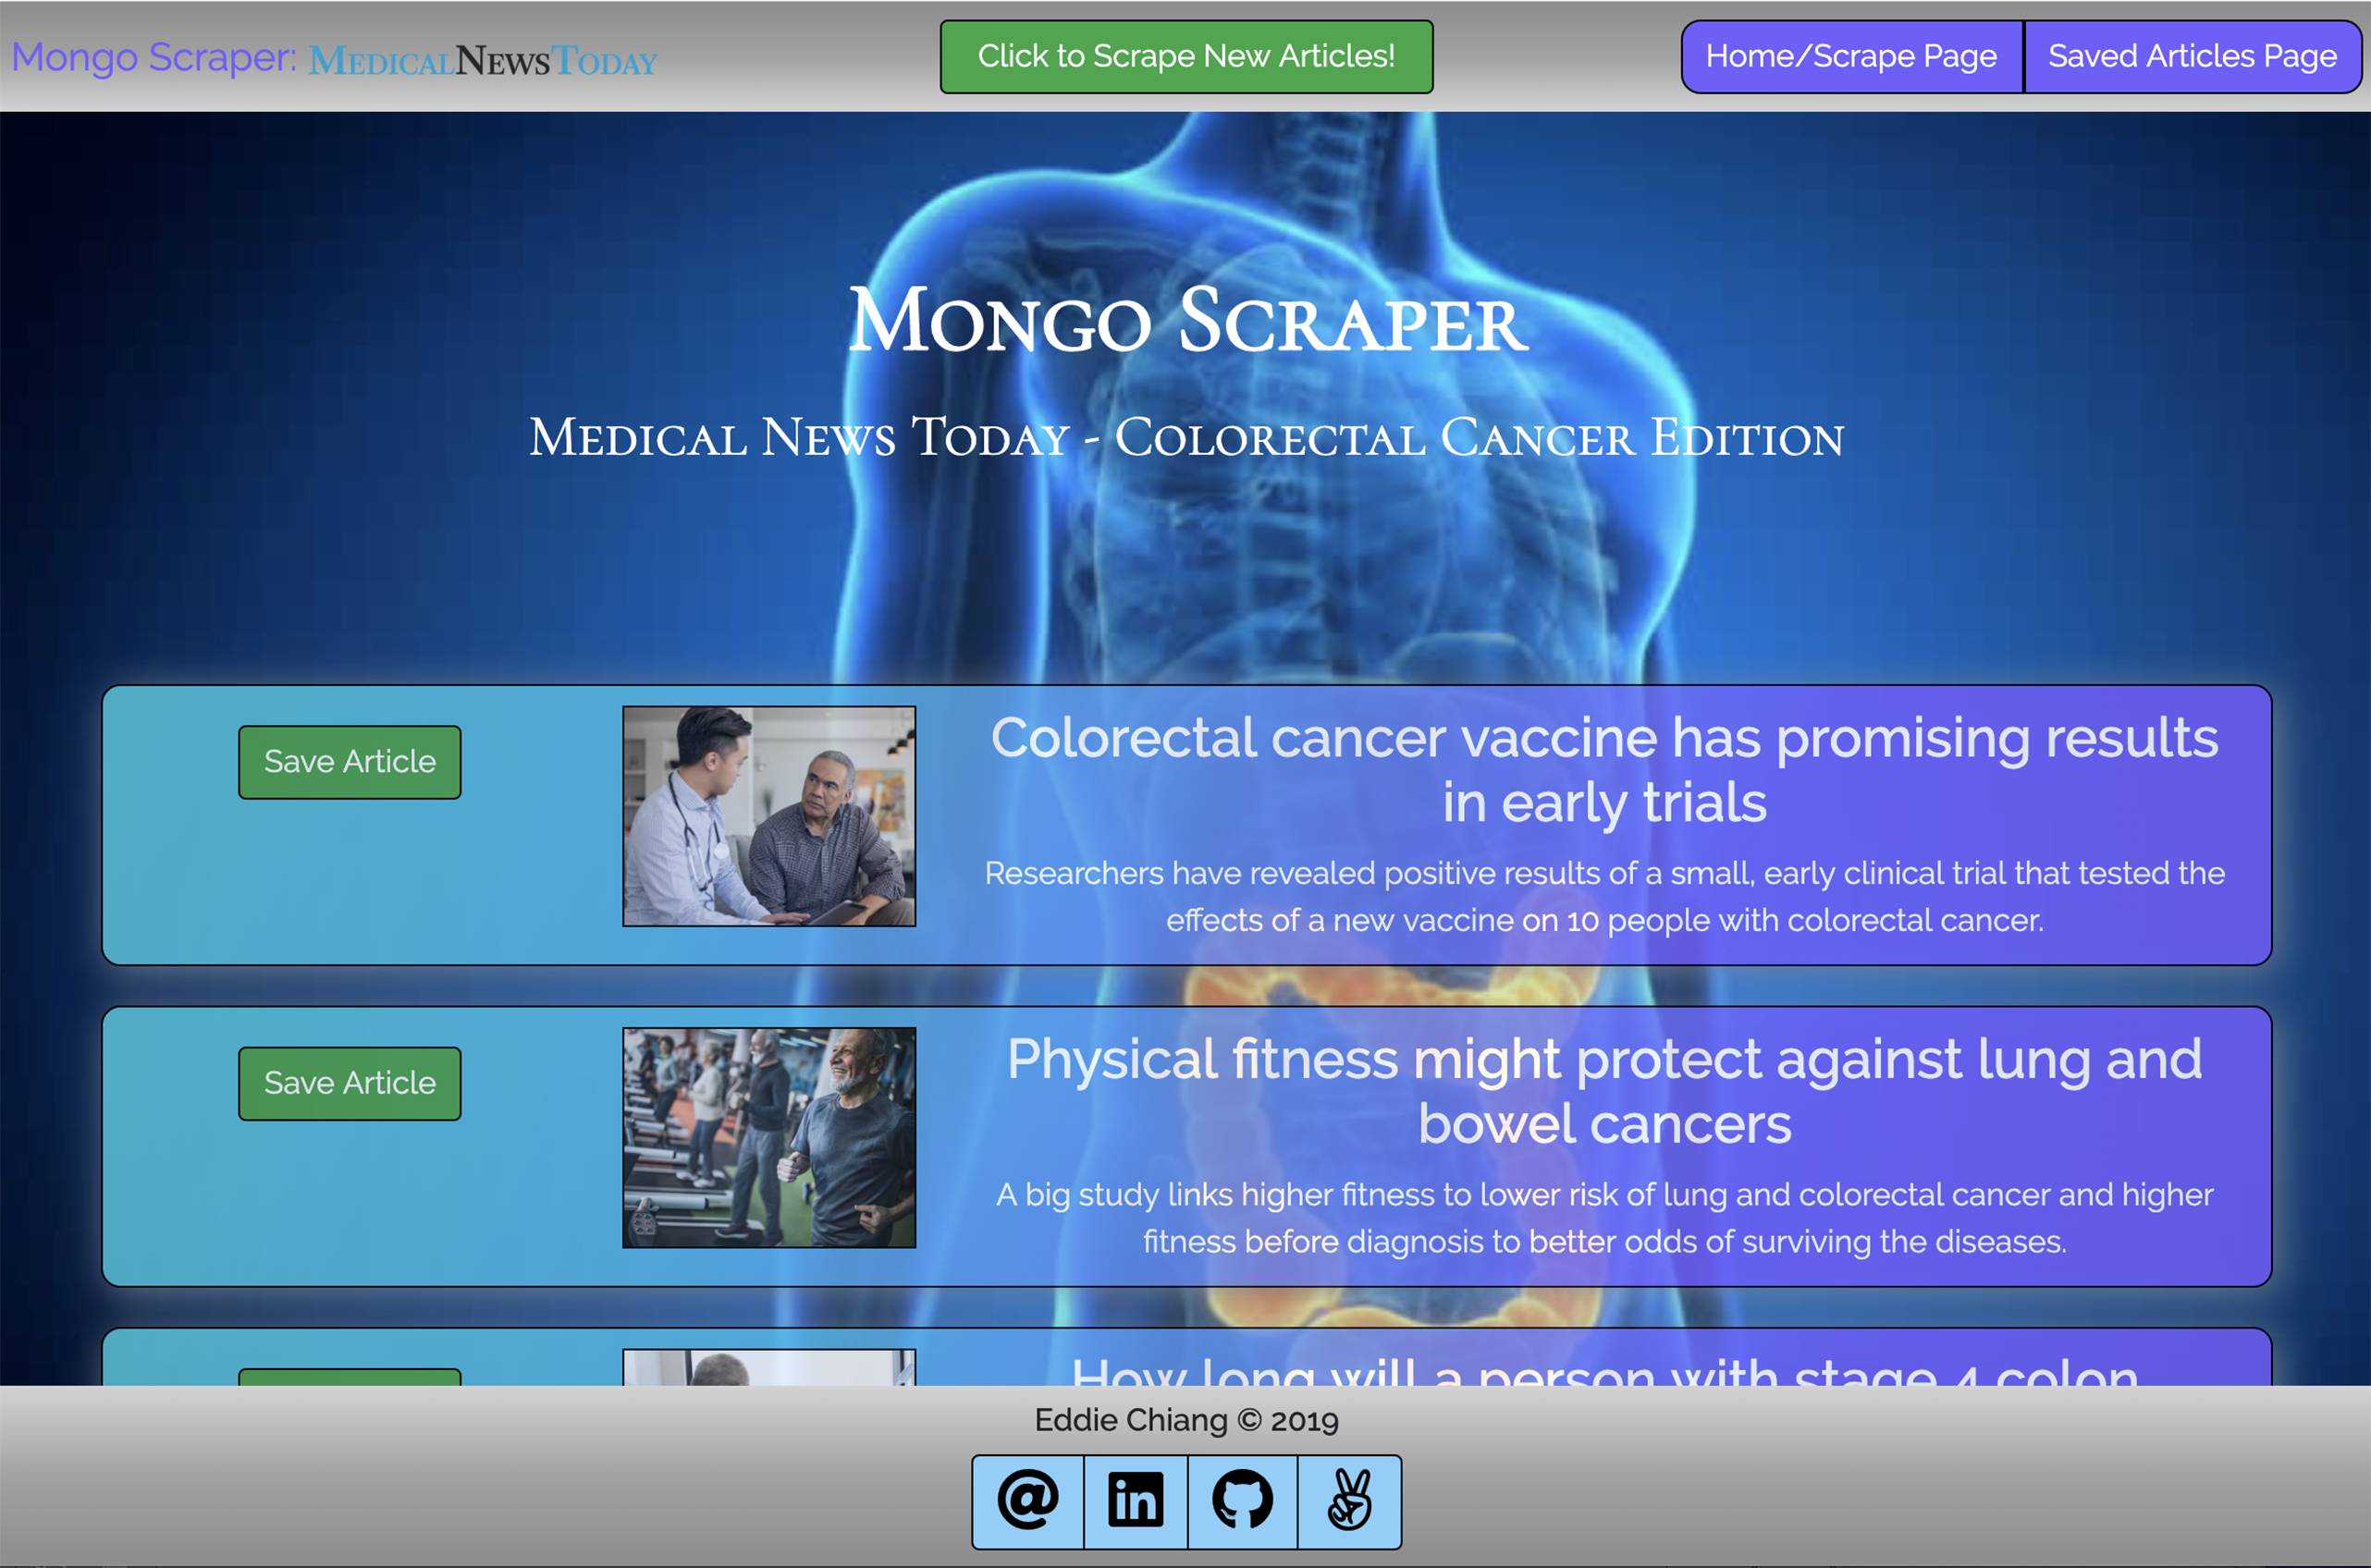 Mongo Scraper: MedicalNewsToday
Click to Scrape New Articles!
Home/Scrape Page
Saved Articles Page
Mongo Scraper
Medical News Today - Colorectal Cancer Edition
Save Article
Colorectal cancer vaccine has promising results
in early trials
Researchers have revealed positive results of a small, early clinical trial that tested the
effects of a new vaccine on 10 people with colorectal cancer.
Save Article
Physical fitness might protect against lung and
bowel cancers
A big study links higher fitness to lower risk of lung and colorectal cancer and higher
fitness before diagnosis to better odds of surviving the diseases.
How long will a person with stage 4 colon
Eddie Chiang © 2019